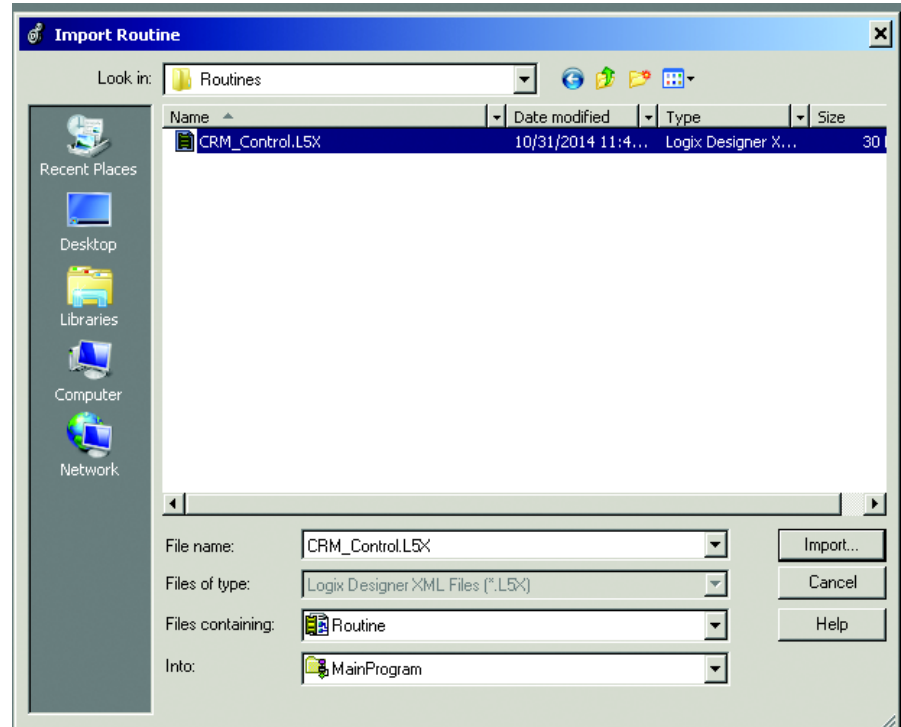 Import Routine
Look in: Routines
Name Date modified Type Size
CRM_Control.L5X 10/31/2014 11:4... Logix Designer X... 30
Recent Places
Desktop
Libraries
Computer
Network
File name: CRM_Control.L5X Import...
Files of type: Logix Designer XML Files (*.L5X) Cancel
Files containing: Routine Help
Into: MainProgram